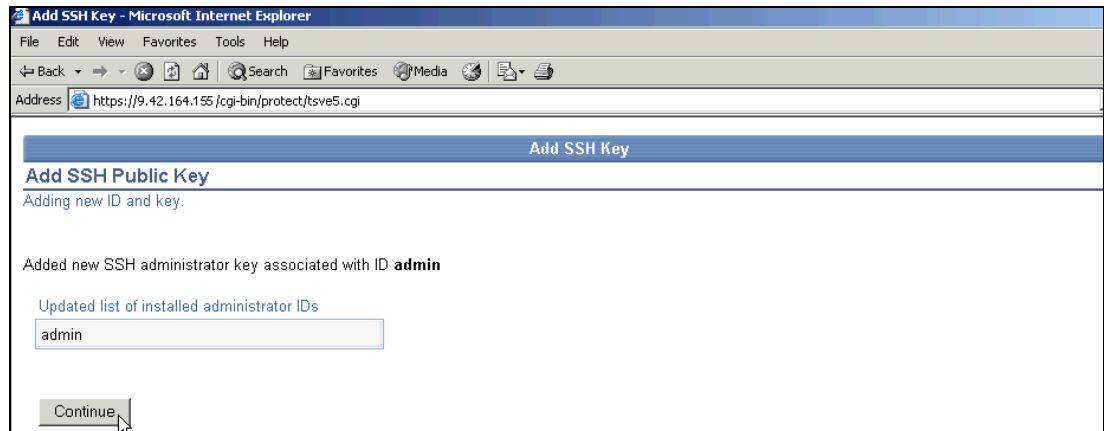 Add SSH Key - Microsoft Internet Explorer
File Edit View Favorites Tools Help
Back Search Favorites Media
Address https://9.42.164.155/cgi-bin/protect/tsve5.cgi
Add SSH Key
Add SSH Public Key
Adding new ID and key.
Added new SSH administrator key associated with ID admin
Updated list of installed administrator IDs
admin
Continue